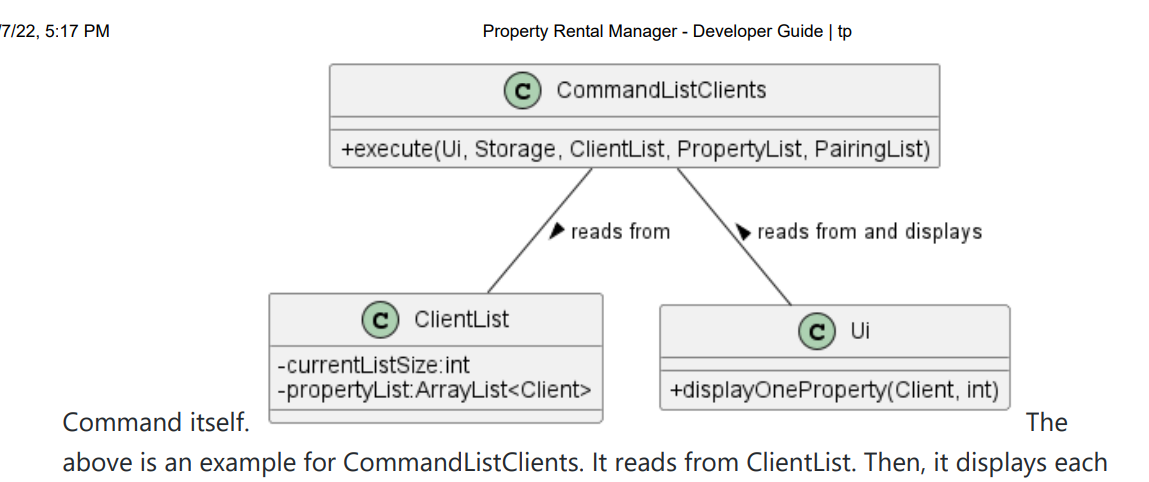 /7/22, 5:17 PM
Property Rental Manager - Developer Guide | tp
C CommandListClients
+execute(Ui, Storage, ClientList, PropertyList, PairingList)
reads from
reads from and displays
C ClientList
-currentListSize:int
-propertyList:ArrayList<Client>
C Ui
+displayOneProperty(Client, int)
Command itself.
The
above is an example for CommandListClients. It reads from ClientList. Then, it displays each